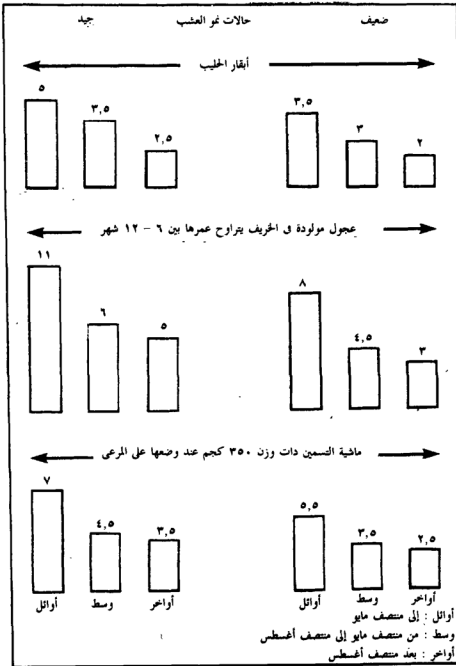 ضعيف حالات نمو العشب جيد
أبقار الحليب
٣,٥ ٣ ٢ ٥ ٣,٥ ٢,٥
عجول مولودة فى الخريف يتراوح عمرها بين ٦ – ١٢ شهر
٨ ٤,٥ ٣ ١١ ٦ ٥
ماشية التسمين دات وزن ٣٥٠ كجم عند وضعها على المرعى
٥,٥ ٣,٥ ٢,٥ ٧ ٤,٥ ٣,٥
أواخر وسط أوائل أواخر وسط أوائل
أوائل : إلى منتصف مايو
وسط : من منتصف مايو إلى منتصف أغسطس
أواخر : بعد منتصف أغسطس